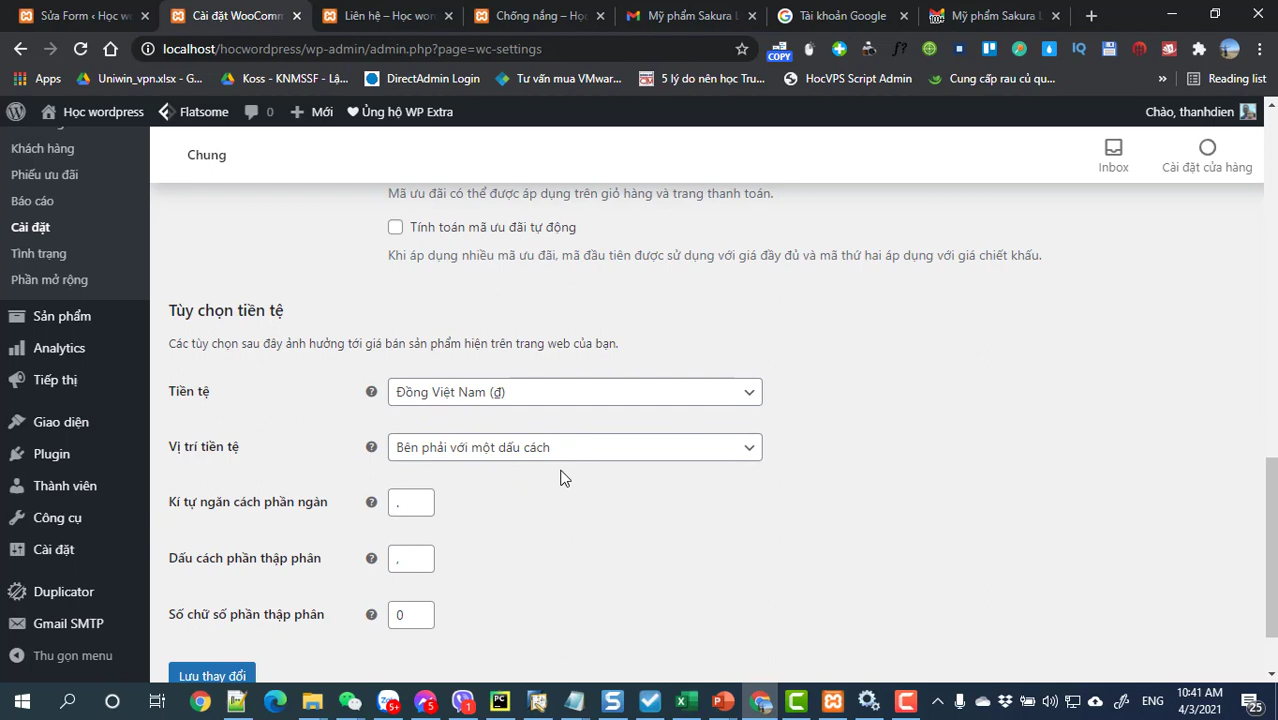 Sửa Form ‹ Học w
Cài đặt WooComm
Liên hệ – Học wor
Chống nắng – Họ
Mỹ phẩm Sakura L
Tài khoản Google
Mỹ phẩm Sakura L
localhost/hocwordpress/wp-admin/admin.php?page=wc-settings
COPY
Apps
Uniwin_vpn.xlsx - G...
Koss - KNMSSF - Lậ...
DirectAdmin Login
Tư vấn mua VMwar...
5 lý do nên học Tru...
HocVPS Script Admin
Cung cấp rau củ qu...
Reading list
Học wordpress
Flatsome
0
Mới
Ủng hộ WP Extra
Chào, thanhdien
Khách hàng
Phiếu ưu đãi
Báo cáo
Cài đặt
Tình trạng
Phần mở rộng
Sản phẩm
Analytics
Tiếp thị
Giao diện
Plugin
Thành viên
Công cụ
Cài đặt
Duplicator
Gmail SMTP
Thu gọn menu
Chung
Inbox
Cài đặt cửa hàng
Mã ưu đãi có thể được áp dụng trên giỏ hàng và trang thanh toán.
Tính toán mã ưu đãi tự động
Khi áp dụng nhiều mã ưu đãi, mã đầu tiên được sử dụng với giá đầy đủ và mã thứ hai áp dụng với giá chiết khấu.
Tùy chọn tiền tệ
Các tùy chọn sau đây ảnh hưởng tới giá bán sản phẩm hiện trên trang web của bạn.
Tiền tệ
Đồng Việt Nam (₫)
Vị trí tiền tệ
Bên phải với một dấu cách
Kí tự ngăn cách phần ngàn
Dấu cách phần thập phân
,
Số chữ số phần thập phân
0
Lưu thay đổi
ENG
10:41 AM
4/3/2021
25